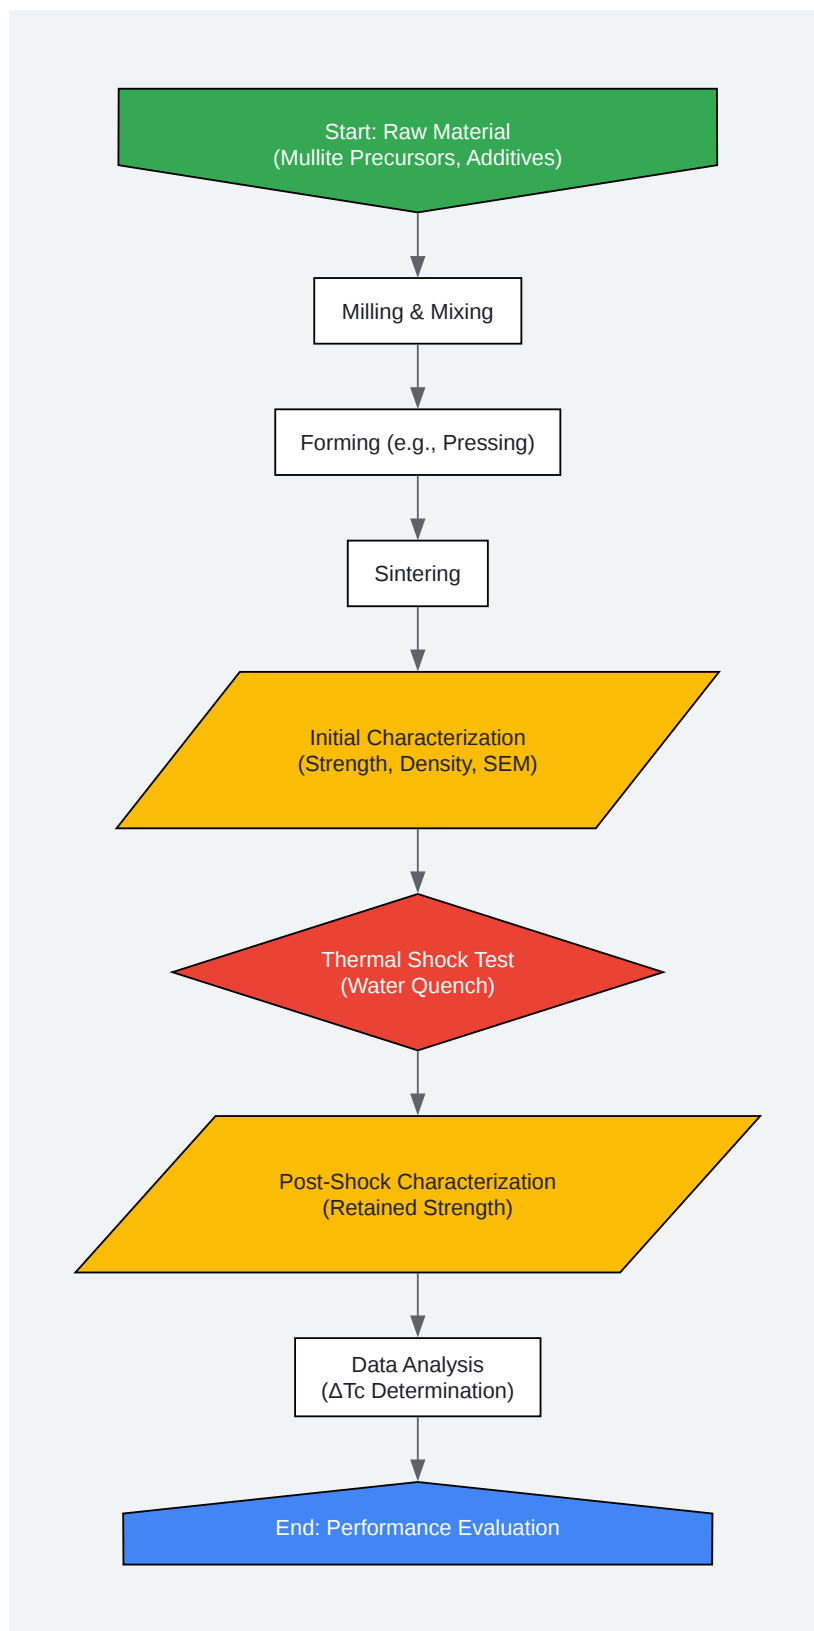 Start: Raw Material
(Mullite Precursors, Additives)
Milling & Mixing
Forming (e.g., Pressing)
Sintering
Initial Characterization
(Strength, Density, SEM)
Thermal Shock Test
(Water Quench)
Post-Shock Characterization
(Retained Strength)
Data Analysis
(ΔTc Determination)
End: Performance Evaluation